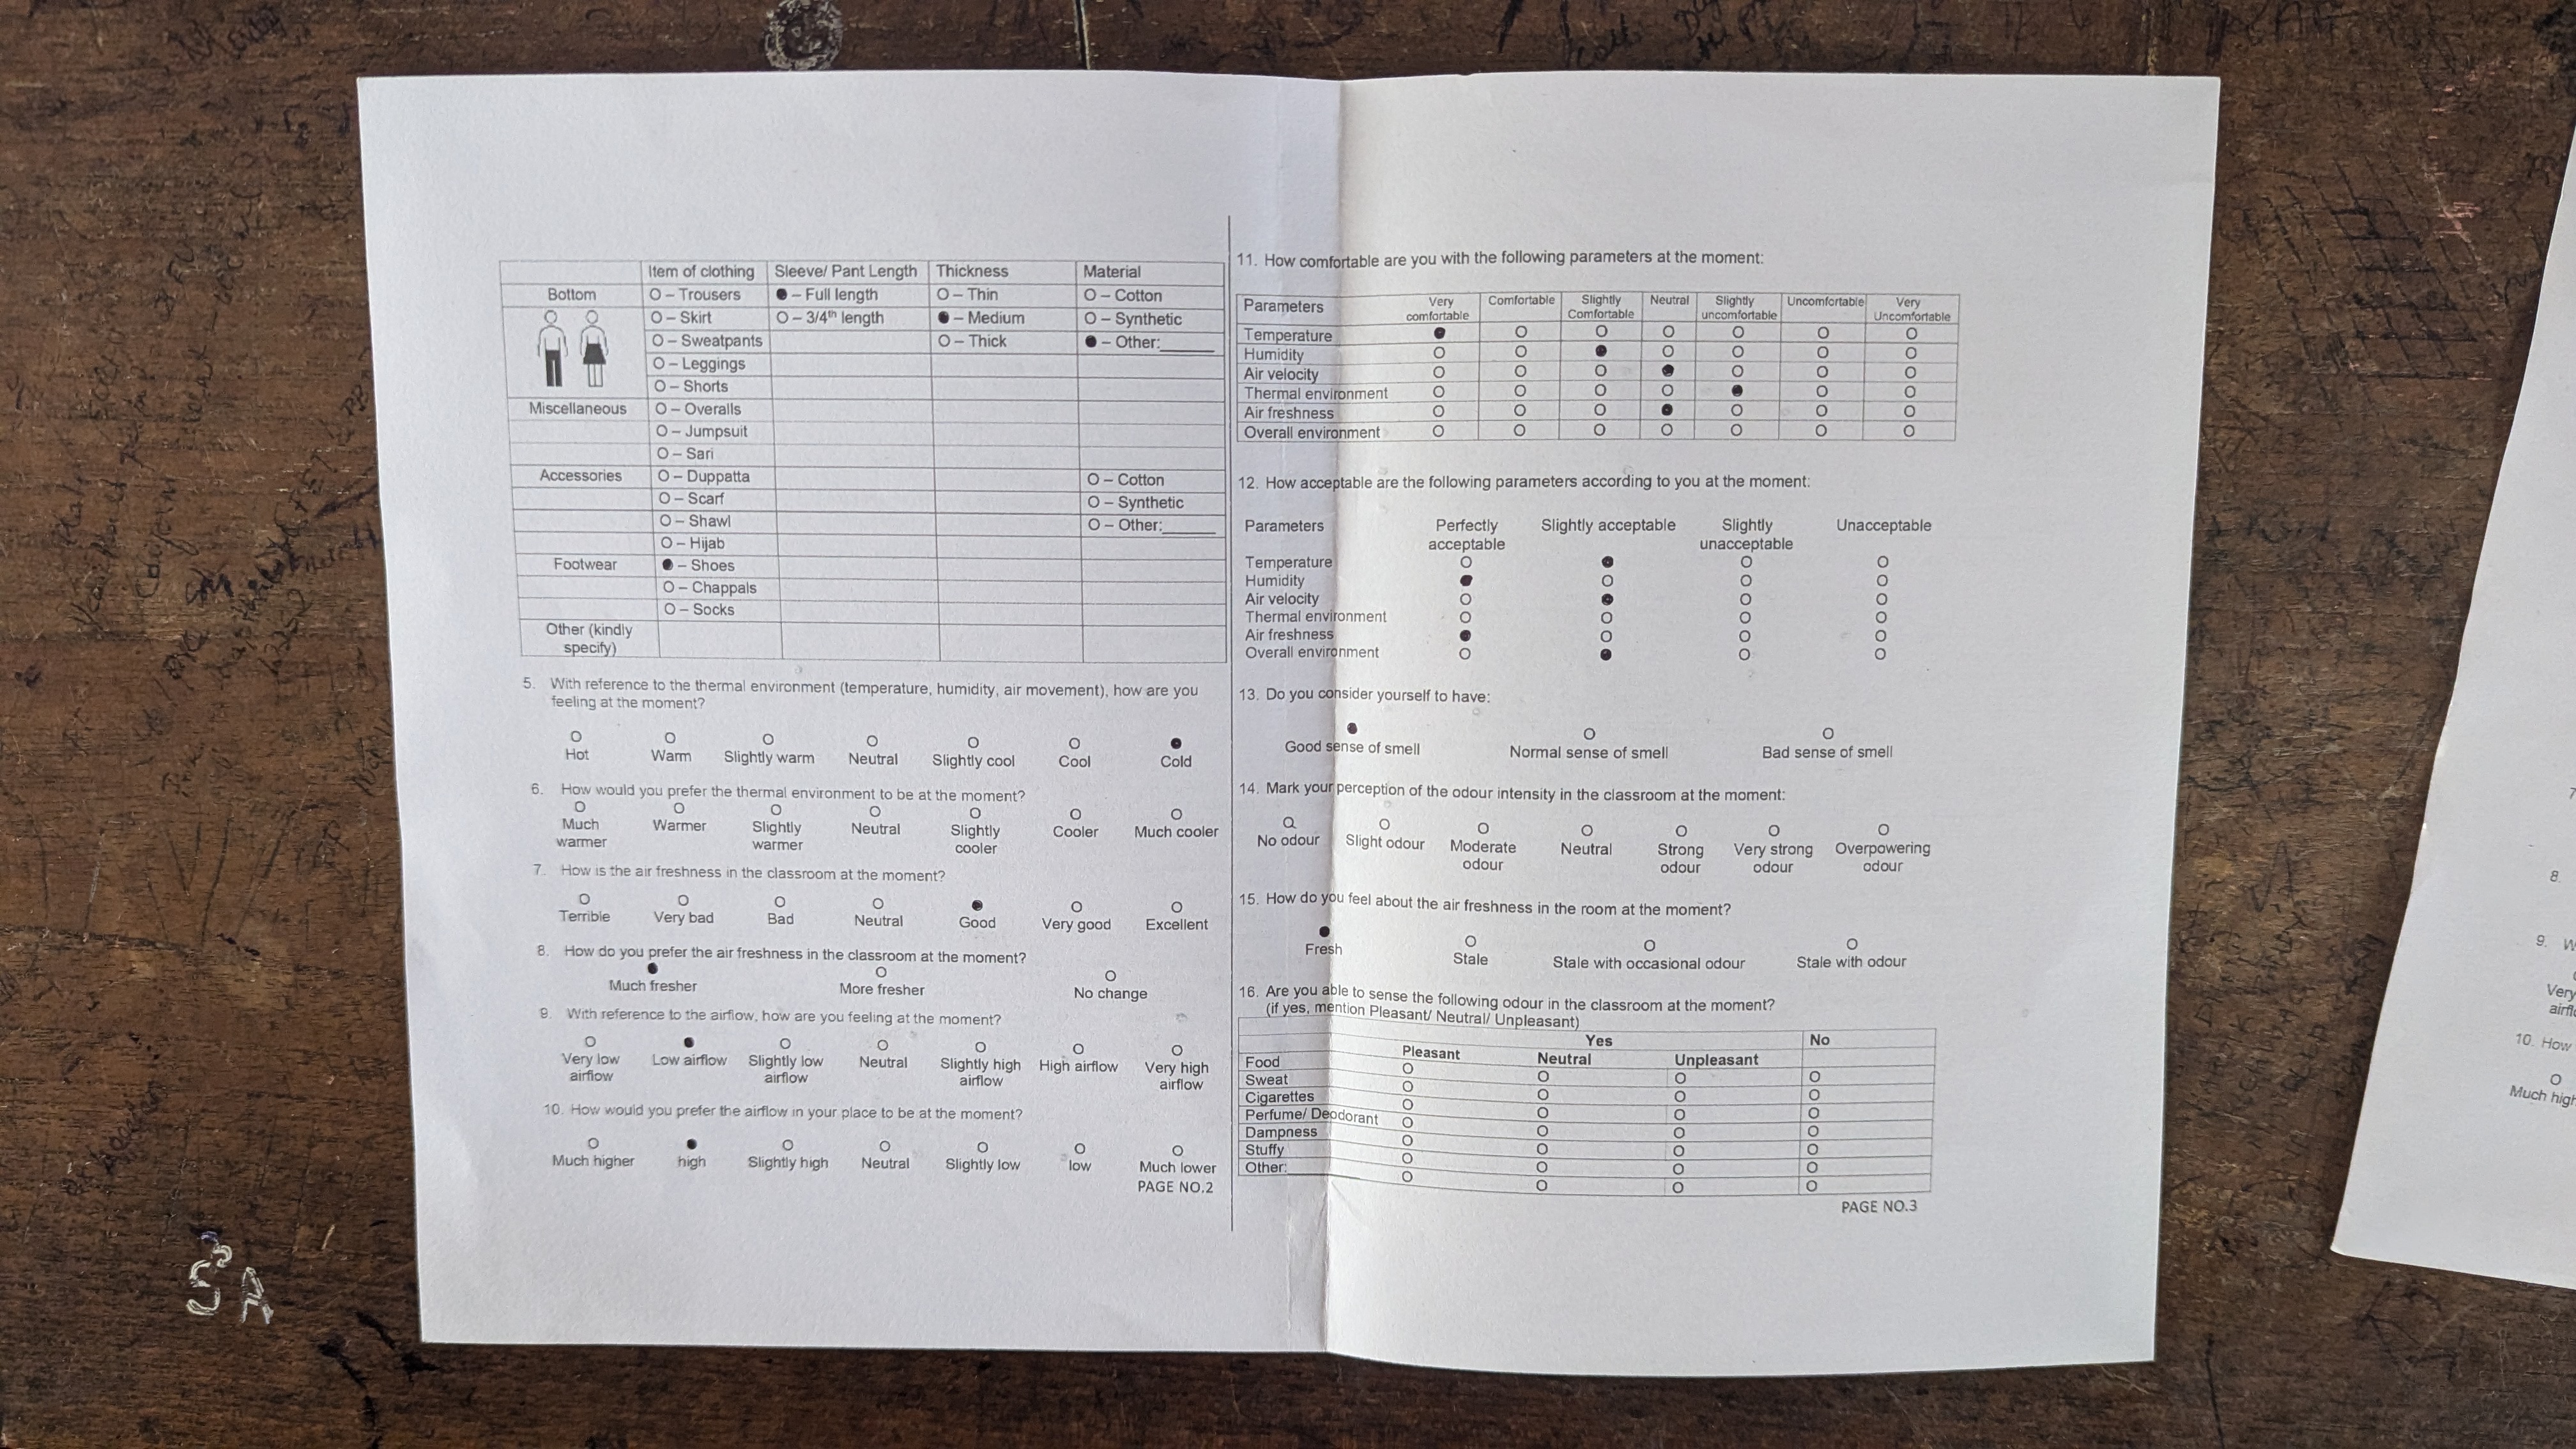 Item of clothing Sleeve/ Pant Length Thickness Material
Bottom O – Trousers ● – Full length O – Thin O – Cotton
O – Skirt O – 3/4th length ● – Medium O – Synthetic
O – Sweatpants O – Thick ● – Other:______
O – Leggings
O – Shorts
Miscellaneous O – Overalls
O – Jumpsuit
O – Sari
Accessories O – Duppatta O – Cotton
O – Scarf O – Synthetic
O – Shawl O – Other:______
O – Hijab
Footwear ● – Shoes
O – Chappals
O – Socks
Other (kindly
specify)
5. With reference to the thermal environment (temperature, humidity, air movement), how are you
feeling at the moment?
O O O O O O ●
Hot Warm Slightly warm Neutral Slightly cool Cool Cold
6. How would you prefer the thermal environment to be at the moment?
O O O O O O O
Much Warmer Slightly Neutral Slightly Cooler Much cooler
warmer warmer cooler
7. How is the air freshness in the classroom at the moment?
O O O O ● O O
Terrible Very bad Bad Neutral Good Very good Excellent
8. How do you prefer the air freshness in the classroom at the moment?
● O O
Much fresher More fresher No change
9. With reference to the airflow, how are you feeling at the moment?
O ● O O O O O
Very low Low airflow Slightly low Neutral Slightly high High airflow Very high
airflow airflow airflow airflow
10. How would you prefer the airflow in your place to be at the moment?
O ● O O O O O
Much higher high Slightly high Neutral Slightly low low Much lower
PAGE NO.2
11. How comfortable are you with the following parameters at the moment:
Parameters Very Comfortable Slightly Neutral Slightly Uncomfortable Very
comfortable Comfortable uncomfortable Uncomfortable
Temperature ● O O O O O O
Humidity O O ● O O O O
Air velocity O O O ● O O O
Thermal environment O O O O ● O O
Air freshness O O O ● O O O
Overall environment O O O O O O O
12. How acceptable are the following parameters according to you at the moment:
Parameters Perfectly Slightly acceptable Slightly Unacceptable
acceptable unacceptable
Temperature O ● O O
Humidity ● O O O
Air velocity O ● O O
Thermal environment O O O O
Air freshness ● O O O
Overall environment O ● O O
13. Do you consider yourself to have:
● O O
Good sense of smell Normal sense of smell Bad sense of smell
14. Mark your perception of the odour intensity in the classroom at the moment:
O O O O O O O
No odour Slight odour Moderate Neutral Strong Very strong Overpowering
odour odour odour odour
15. How do you feel about the air freshness in the room at the moment?
● O O O
Fresh Stale Stale with occasional odour Stale with odour
16. Are you able to sense the following odour in the classroom at the moment?
(if yes, mention Pleasant/ Neutral/ Unpleasant)
Yes No
Pleasant Neutral Unpleasant
Food O O O O
Sweat O O O O
Cigarettes O O O O
Perfume/ Deodorant O O O O
Dampness O O O O
Stuffy O O O O
Other:______ O O O O
PAGE NO.3
8.
9. W
Very
10. How
O
Much high
S A